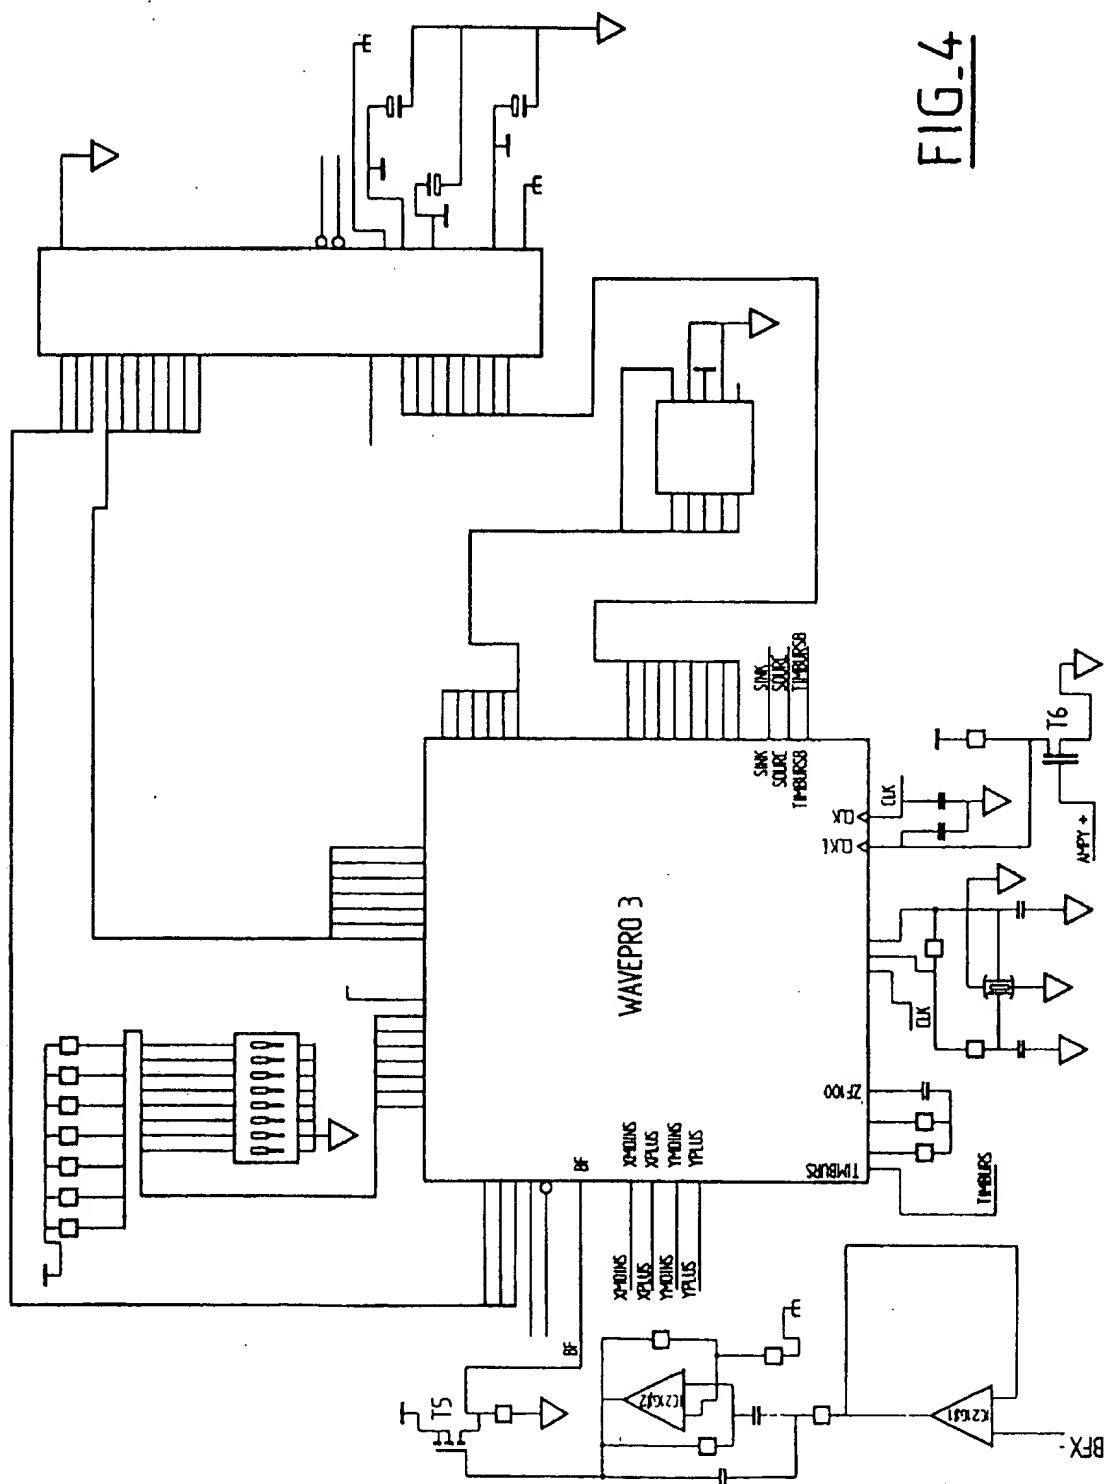 FIG_4
WAVEPRO 3
SINK
SOURC
TIMBURSB
SINK
SOURC
TIMBURSB
CLK
CLK
T6
AMPY +
CLK
ZF100
TIMBURS
TIMBURS
BF
XMOINS
XPLUS
YMOINS
YPLUS
XMOINS
XPLUS
YMOINS
YPLUS
BF
T5
BFX -